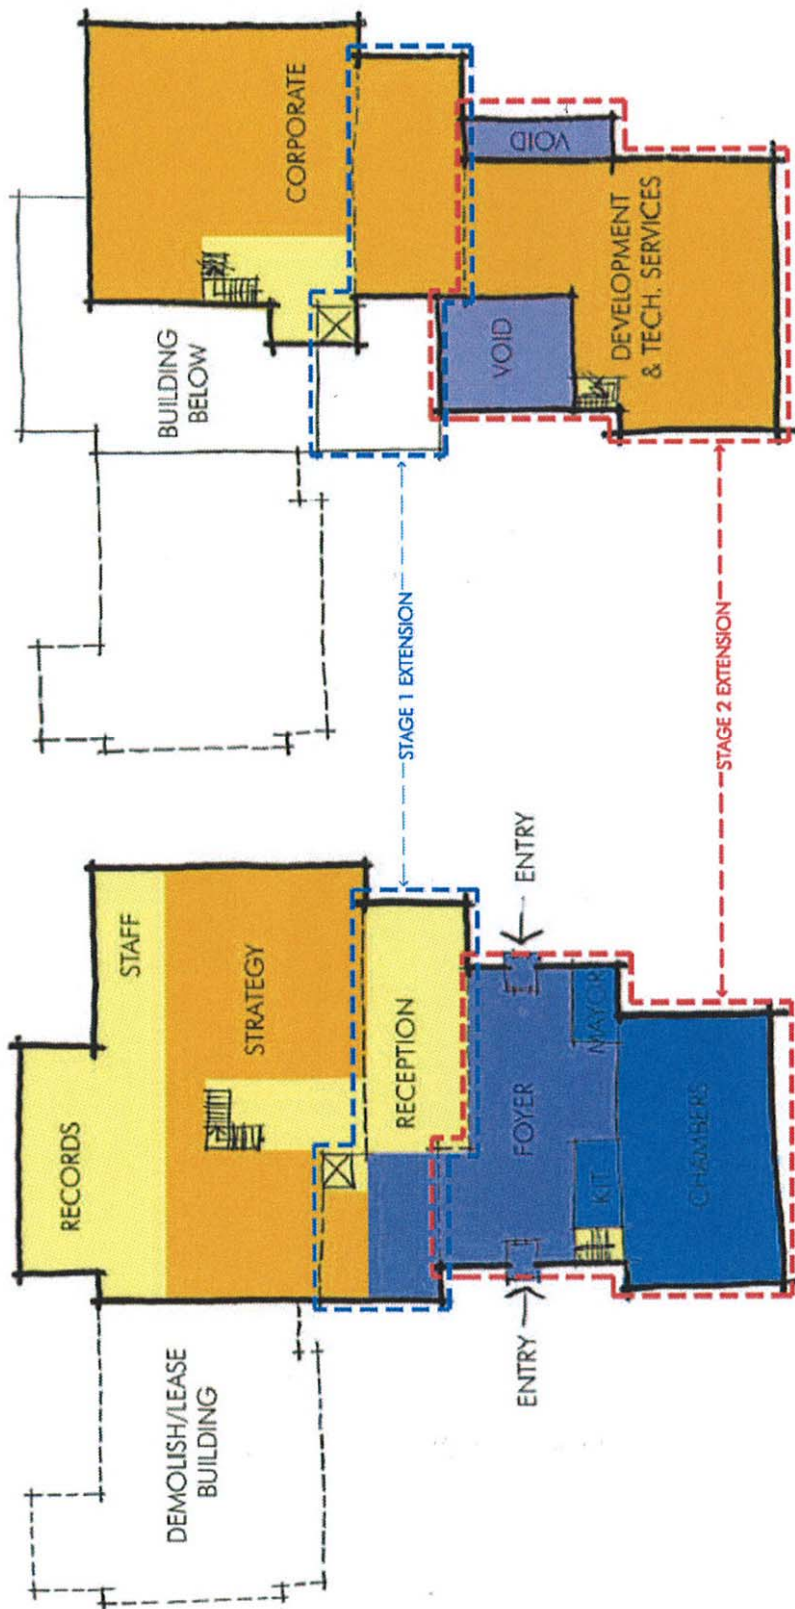 DEMOLISH/LEASE
BUILDING
RECORDS
STAFF
STRATEGY
RECEPTION
ENTRY
FOYER
ENTRY
KIT
MAYOR
CHAMBERS
STAGE 1 EXTENSION
STAGE 2 EXTENSION
BUILDING
BELOW
CORPORATE
VOID
VOID
DEVELOPMENT
& TECH. SERVICES